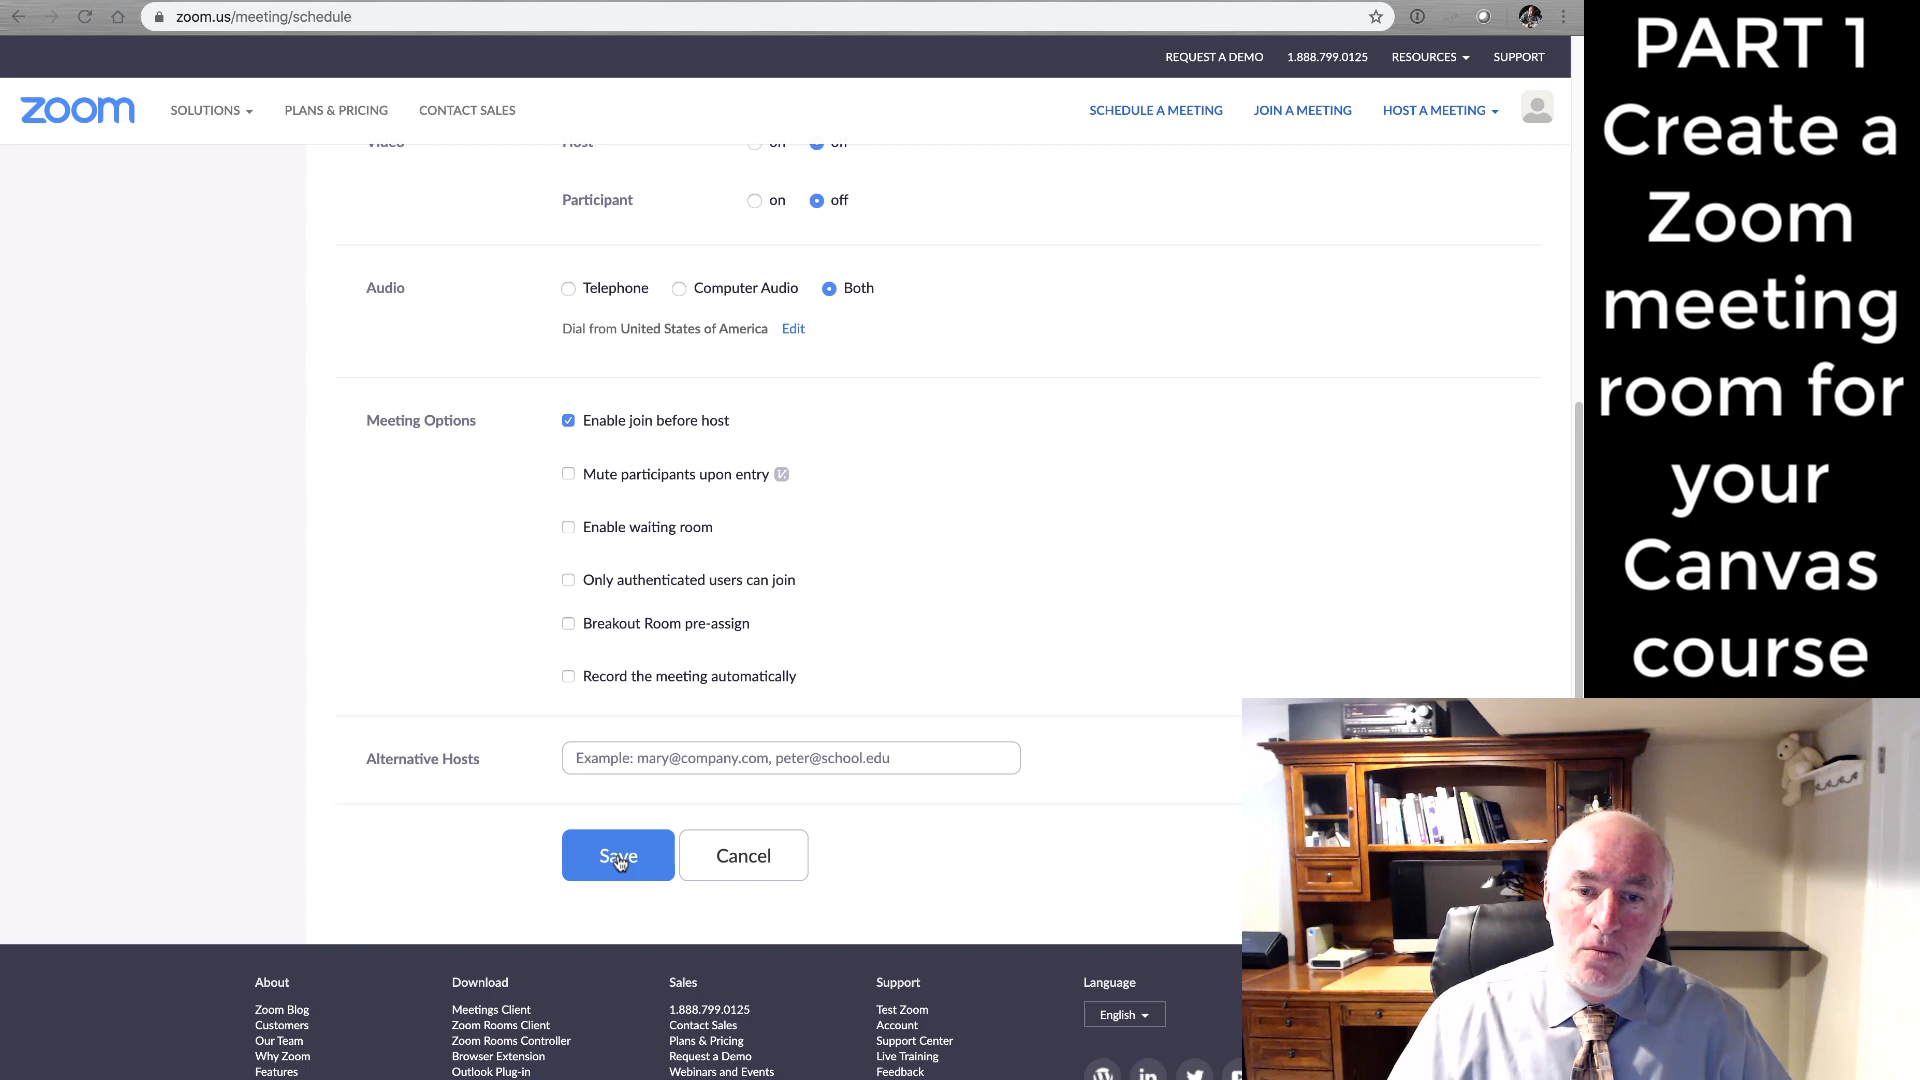 zoom.us/meeting/schedule
REQUEST A DEMO 1.888.799.0125 RESOURCES SUPPORT
zoom SOLUTIONS PLANS & PRICING CONTACT SALES SCHEDULE A MEETING JOIN A MEETING HOST A MEETING
Video Host on off
Participant on off
Audio Telephone Computer Audio Both
Dial from United States of America Edit
Meeting Options Enable join before host
Mute participants upon entry
Enable waiting room
Only authenticated users can join
Breakout Room pre-assign
Record the meeting automatically
Alternative Hosts Example: mary@company.com, peter@school.edu
Save Cancel
About Download Sales Support Language
Zoom Blog Meetings Client 1.888.799.0125 Test Zoom English
Customers Zoom Rooms Client Contact Sales Account
Our Team Zoom Rooms Controller Plans & Pricing Support Center
Why Zoom Browser Extension Request a Demo Live Training
Features Outlook Plug-in Webinars and Events Feedback
PART 1
Create a
Zoom
meeting
room for
your
Canvas
course